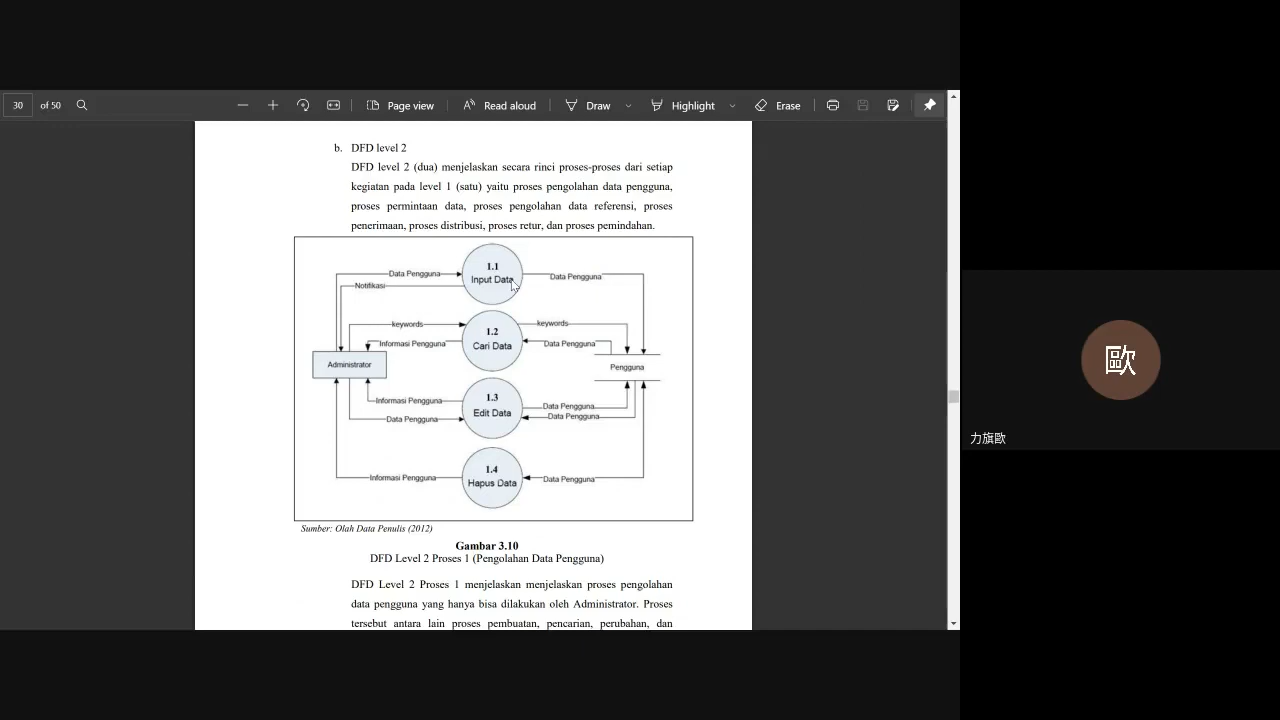 30 of 50 Page view Read aloud Draw Highlight Erase
b. DFD level 2
DFD level 2 (dua) menjelaskan secara rinci proses-proses dari setiap
kegiatan pada level 1 (satu) yaitu proses pengolahan data pengguna,
proses permintaan data, proses pengolahan data referensi, proses
penerimaan, proses distribusi, proses retur, dan proses pemindahan.
1.1
Input Data
Data Pengguna
Data Pengguna
Notifikasi
keywords
keywords
1.2
Cari Data
Informasi Pengguna
Data Pengguna
Administrator
Pengguna
1.3
Edit Data
Informasi Pengguna
Data Pengguna
Data Pengguna
Data Pengguna
1.4
Hapus Data
Informasi Pengguna
Data Pengguna
Sumber: Olah Data Penulis (2012)
Gambar 3.10
DFD Level 2 Proses 1 (Pengolahan Data Pengguna)
DFD Level 2 Proses 1 menjelaskan menjelaskan proses pengolahan
data pengguna yang hanya bisa dilakukan oleh Administrator. Proses
tersebut antara lain proses pembuatan, pencarian, perubahan, dan
歐
力旗歐